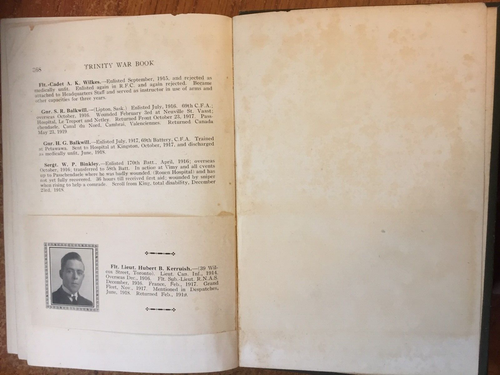 TRINITY WAR BOOK
Flt.-Cadet A. K. Wilkes.—Enlisted September, 1915, and rejected as
medically unfit. Enlisted again in R.F.C. and again rejected. Became
attached to Headquarters Staff and served as instructor in use of arms and
other capacities for three years.
Gnr. S. R. Balkwill.—(Lipton, Sask.) Enlisted July, 1916. 69th C.F.A.;
overseas October, 1916. Wounded February 3rd at Neuville St. Vaast;
Hospital, Le Treport and Netley. Returned Front October 23, 1917. Pass-
chendaele, Canal du Nord, Cambrai, Valenciennes. Returned Canada
May 21, 1919.
Gnr. H. G. Balkwill.—Enlisted July, 1917, 69th Battery, C.F.A. Trained
at Petawawa. Sent to Hospital at Kingston, October, 1917, and discharged
as medically unfit, June, 1918.
Sergt. W. P. Binkley.—Enlisted 170th Batt., April, 1916; overseas
October, 1916; transferred to 58th Batt. In action at Vimy and all events
up to Passchendaele where he was badly wounded. (Rouen Hospital) and has
not yet fully recovered. 36 hours till received first aid; wounded by sniper
when rising to help a comrade. Scroll from King, total disability, December
23rd, 1918.
Flt. Lieut. Hubert B. Kerruish.—(30 Wil-
Street, Toronto). Lieut. Can. Inf., 1914.
Overseas Dec., 1916. Flt. Sub.-Lieut. R.N.A.S.
December, 1916. France, Feb., 1917. Grand
Fleet, Nov., 1917. Mentioned in Despatches,
June, 1918. Returned Feb., 1919.